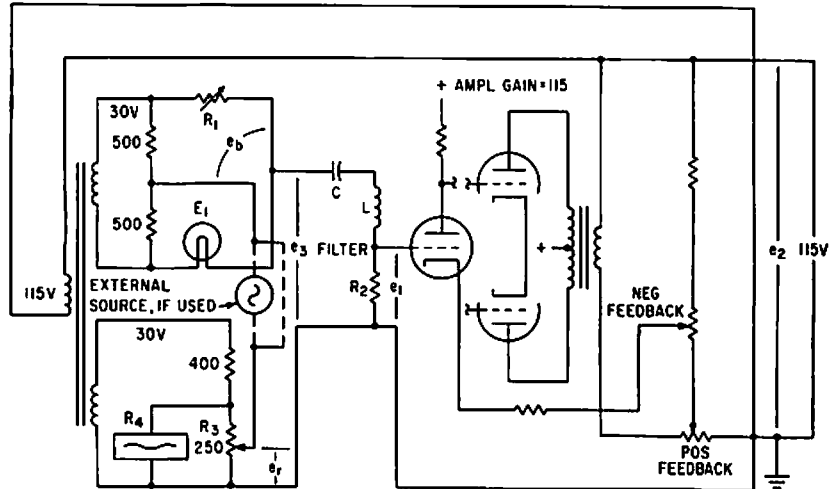 + AMPL GAIN=115
30V
R1
500
eb
500
E1
C
L
e3
FILTER
R2
e1
+
e2
115V
115V
EXTERNAL
SOURCE, IF USED
NEG
FEEDBACK
30V
400
R4
R3
250
er
POS
FEEDBACK